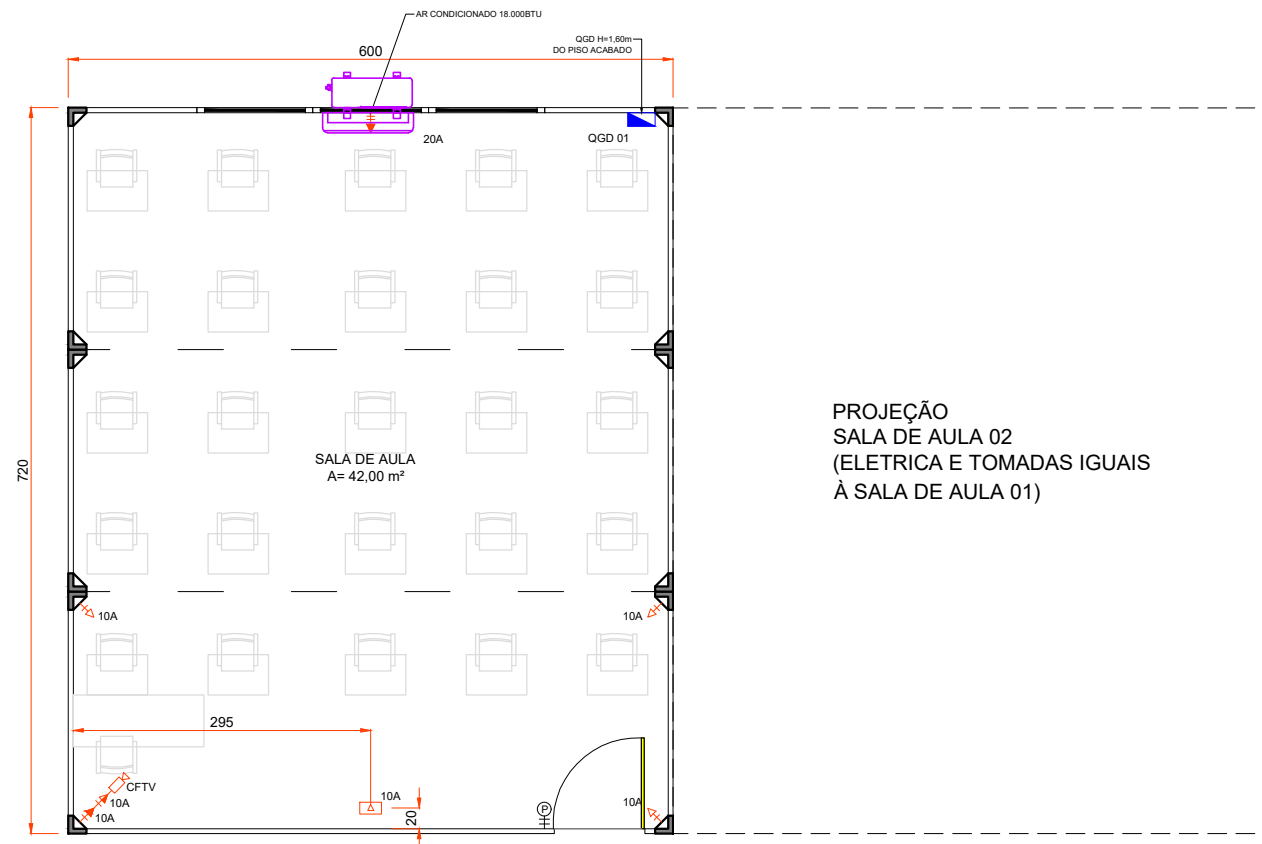 AR CONDICIONADO 18.000BTU
QGD H=1,60m
DO PISO ACABADO
600
20A
QGD 01
720
SALA DE AULA
A= 42,00 m²
PROJEÇÃO
SALA DE AULA 02
(ELETRICA E TOMADAS IGUAIS
À SALA DE AULA 01)
10A
10A
295
CFTV
10A
10A
10A
20
P
10A